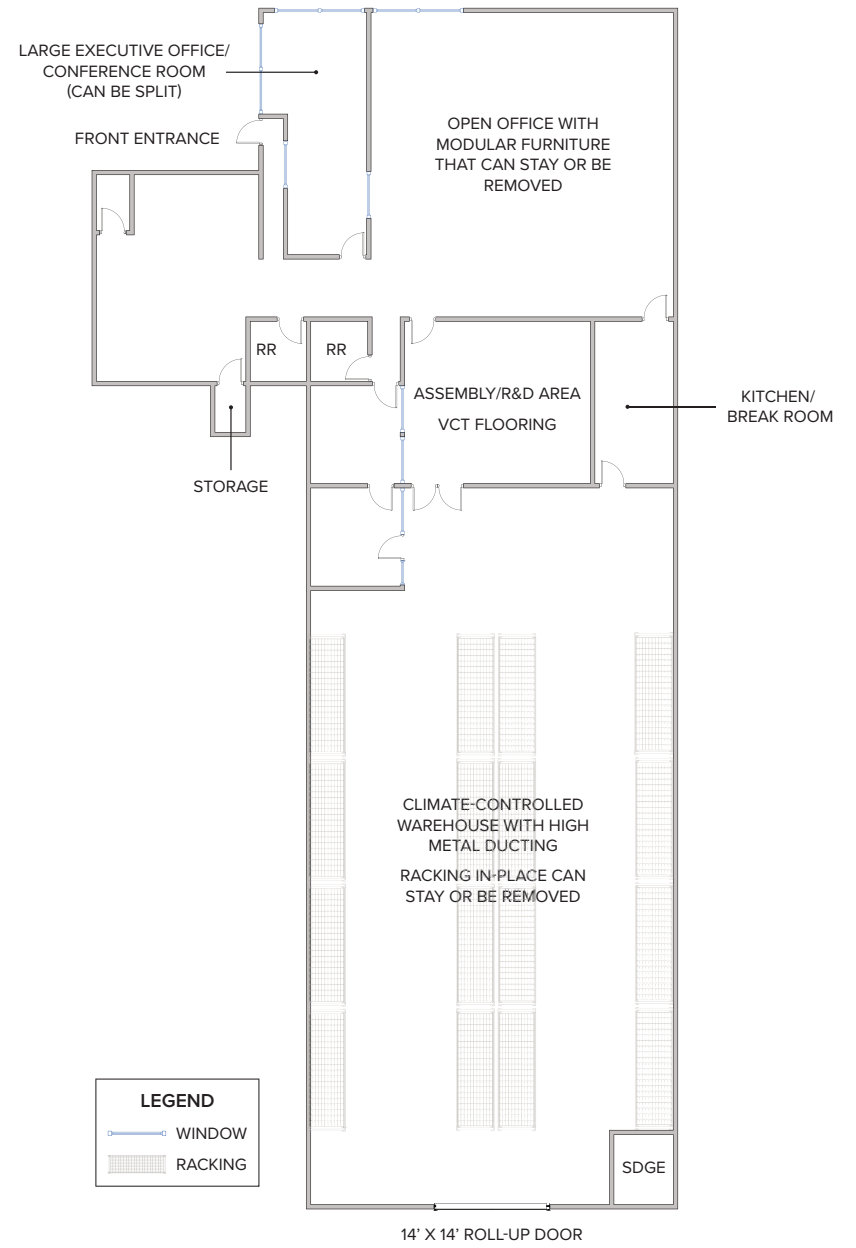 LARGE EXECUTIVE OFFICE/
CONFERENCE ROOM
(CAN BE SPLIT)
FRONT ENTRANCE
OPEN OFFICE WITH
MODULAR FURNITURE
THAT CAN STAY OR BE
REMOVED
RR
RR
ASSEMBLY/R&D AREA
VCT FLOORING
KITCHEN/
BREAK ROOM
STORAGE
CLIMATE-CONTROLLED
WAREHOUSE WITH HIGH
METAL DUCTING
RACKING IN-PLACE CAN
STAY OR BE REMOVED
LEGEND
WINDOW
RACKING
SDGE
14’ X 14’ ROLL-UP DOOR